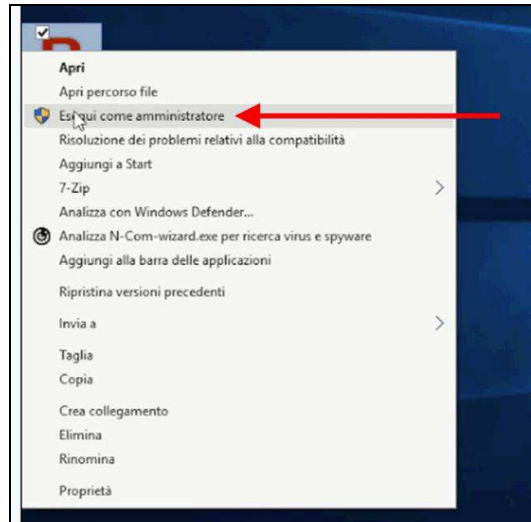 Apri
Apri percorso file
Esegui come amministratore
Risoluzione dei problemi relativi alla compatibilità
Aggiungi a Start
7-Zip
Analizza con Windows Defender...
Analizza N-Com-wizard.exe per ricerca virus e spyware
Aggiungi alla barra delle applicazioni
Ripristina versioni precedenti
Invia a
Taglia
Copia
Crea collegamento
Elimina
Rinomina
Proprietà